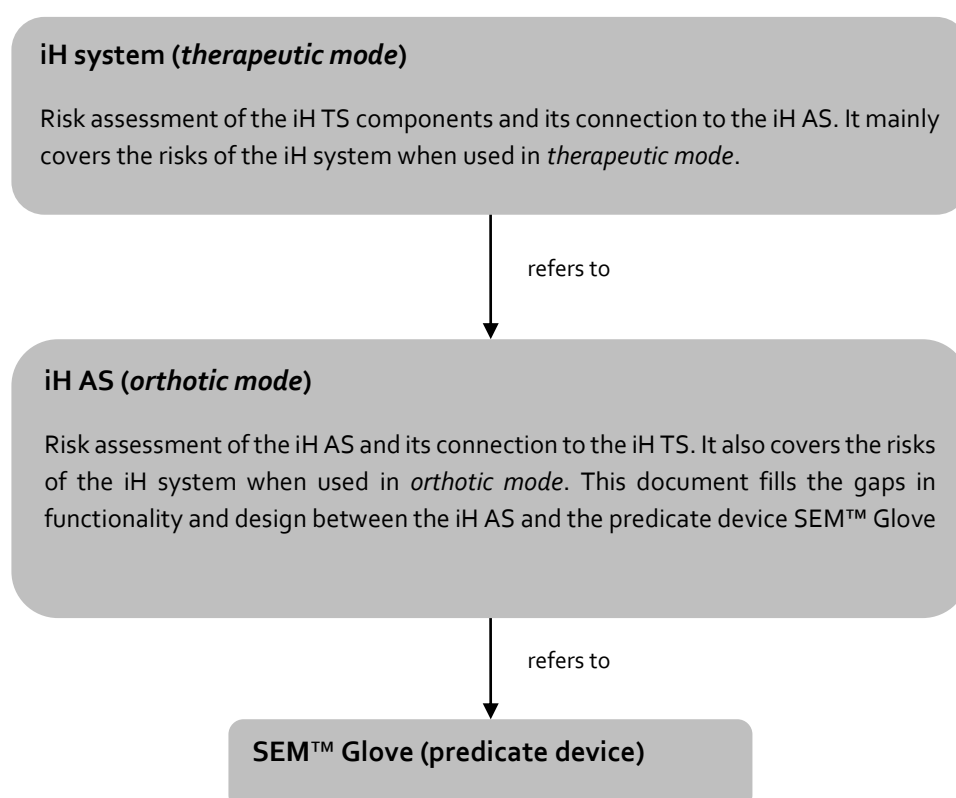 iH system (therapeutic mode)
Risk assessment of the iH TS components and its connection to the iH AS. It mainly
covers the risks of the iH system when used in therapeutic mode.
refers to
iH AS (orthotic mode)
Risk assessment of the iH AS and its connection to the iH TS. It also covers the risks
of the iH system when used in orthotic mode. This document fills the gaps in
functionality and design between the iH AS and the predicate device SEM™ Glove
refers to
SEM™ Glove (predicate device)